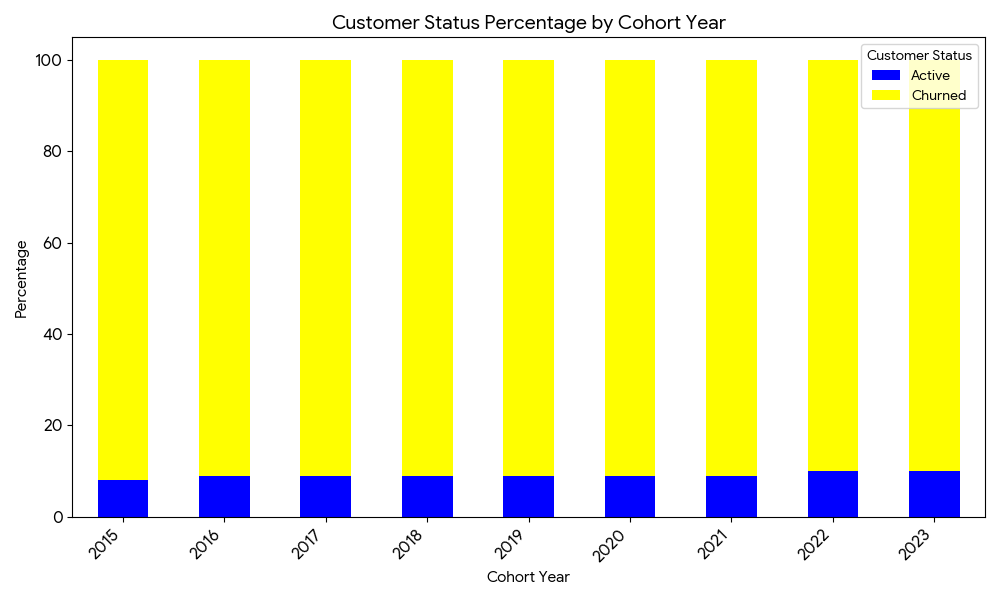 Customer Status Percentage by Cohort Year
Customer Status
Active
Churned
Percentage
100
80
60
40
20
0
2015
2016
2017
2018
2019
2020
2021
2022
2023
Cohort Year